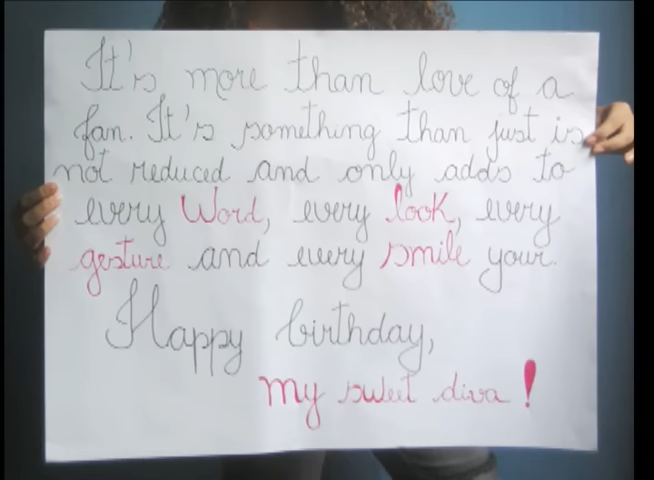 It's more than love of a
fan. It's something than just is
not reduced and only adds to
every word, every look, every
gesture and every smile your.
Happy birthday,
my sweet diva!